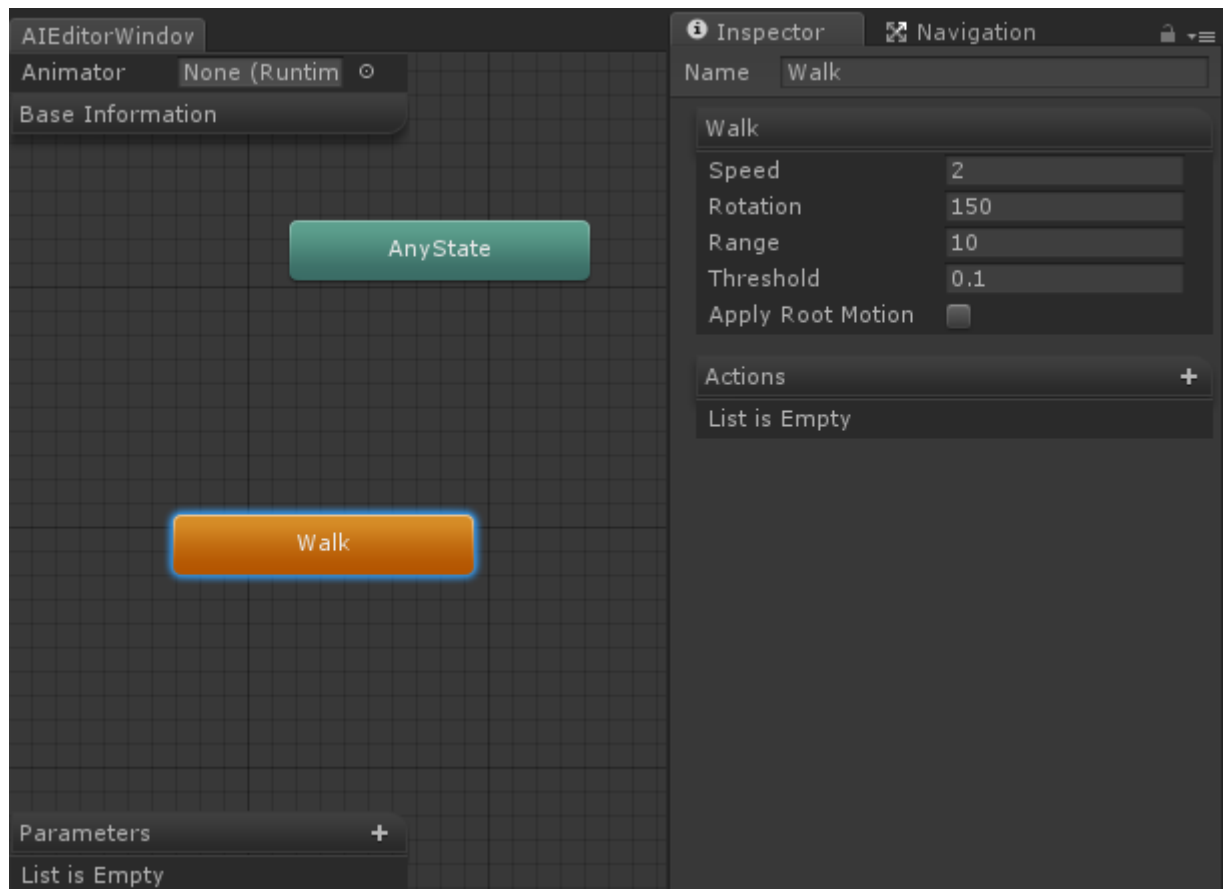 AIEditorWindow
Animator None (Runtim
Base Information
AnyState
Walk
Parameters +
List is Empty
Inspector Navigation
Name Walk
Walk
Speed 2
Rotation 150
Range 10
Threshold 0.1
Apply Root Motion
Actions +
List is Empty